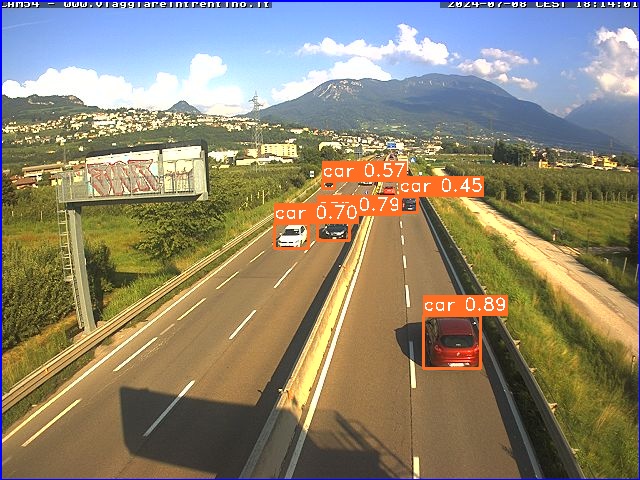 CAM54 - www.viaggiareintrentino.it
2024-07-08 CEST 18:14:01
car 0.57
car 0.45
car 0.70
0.79
car 0.89